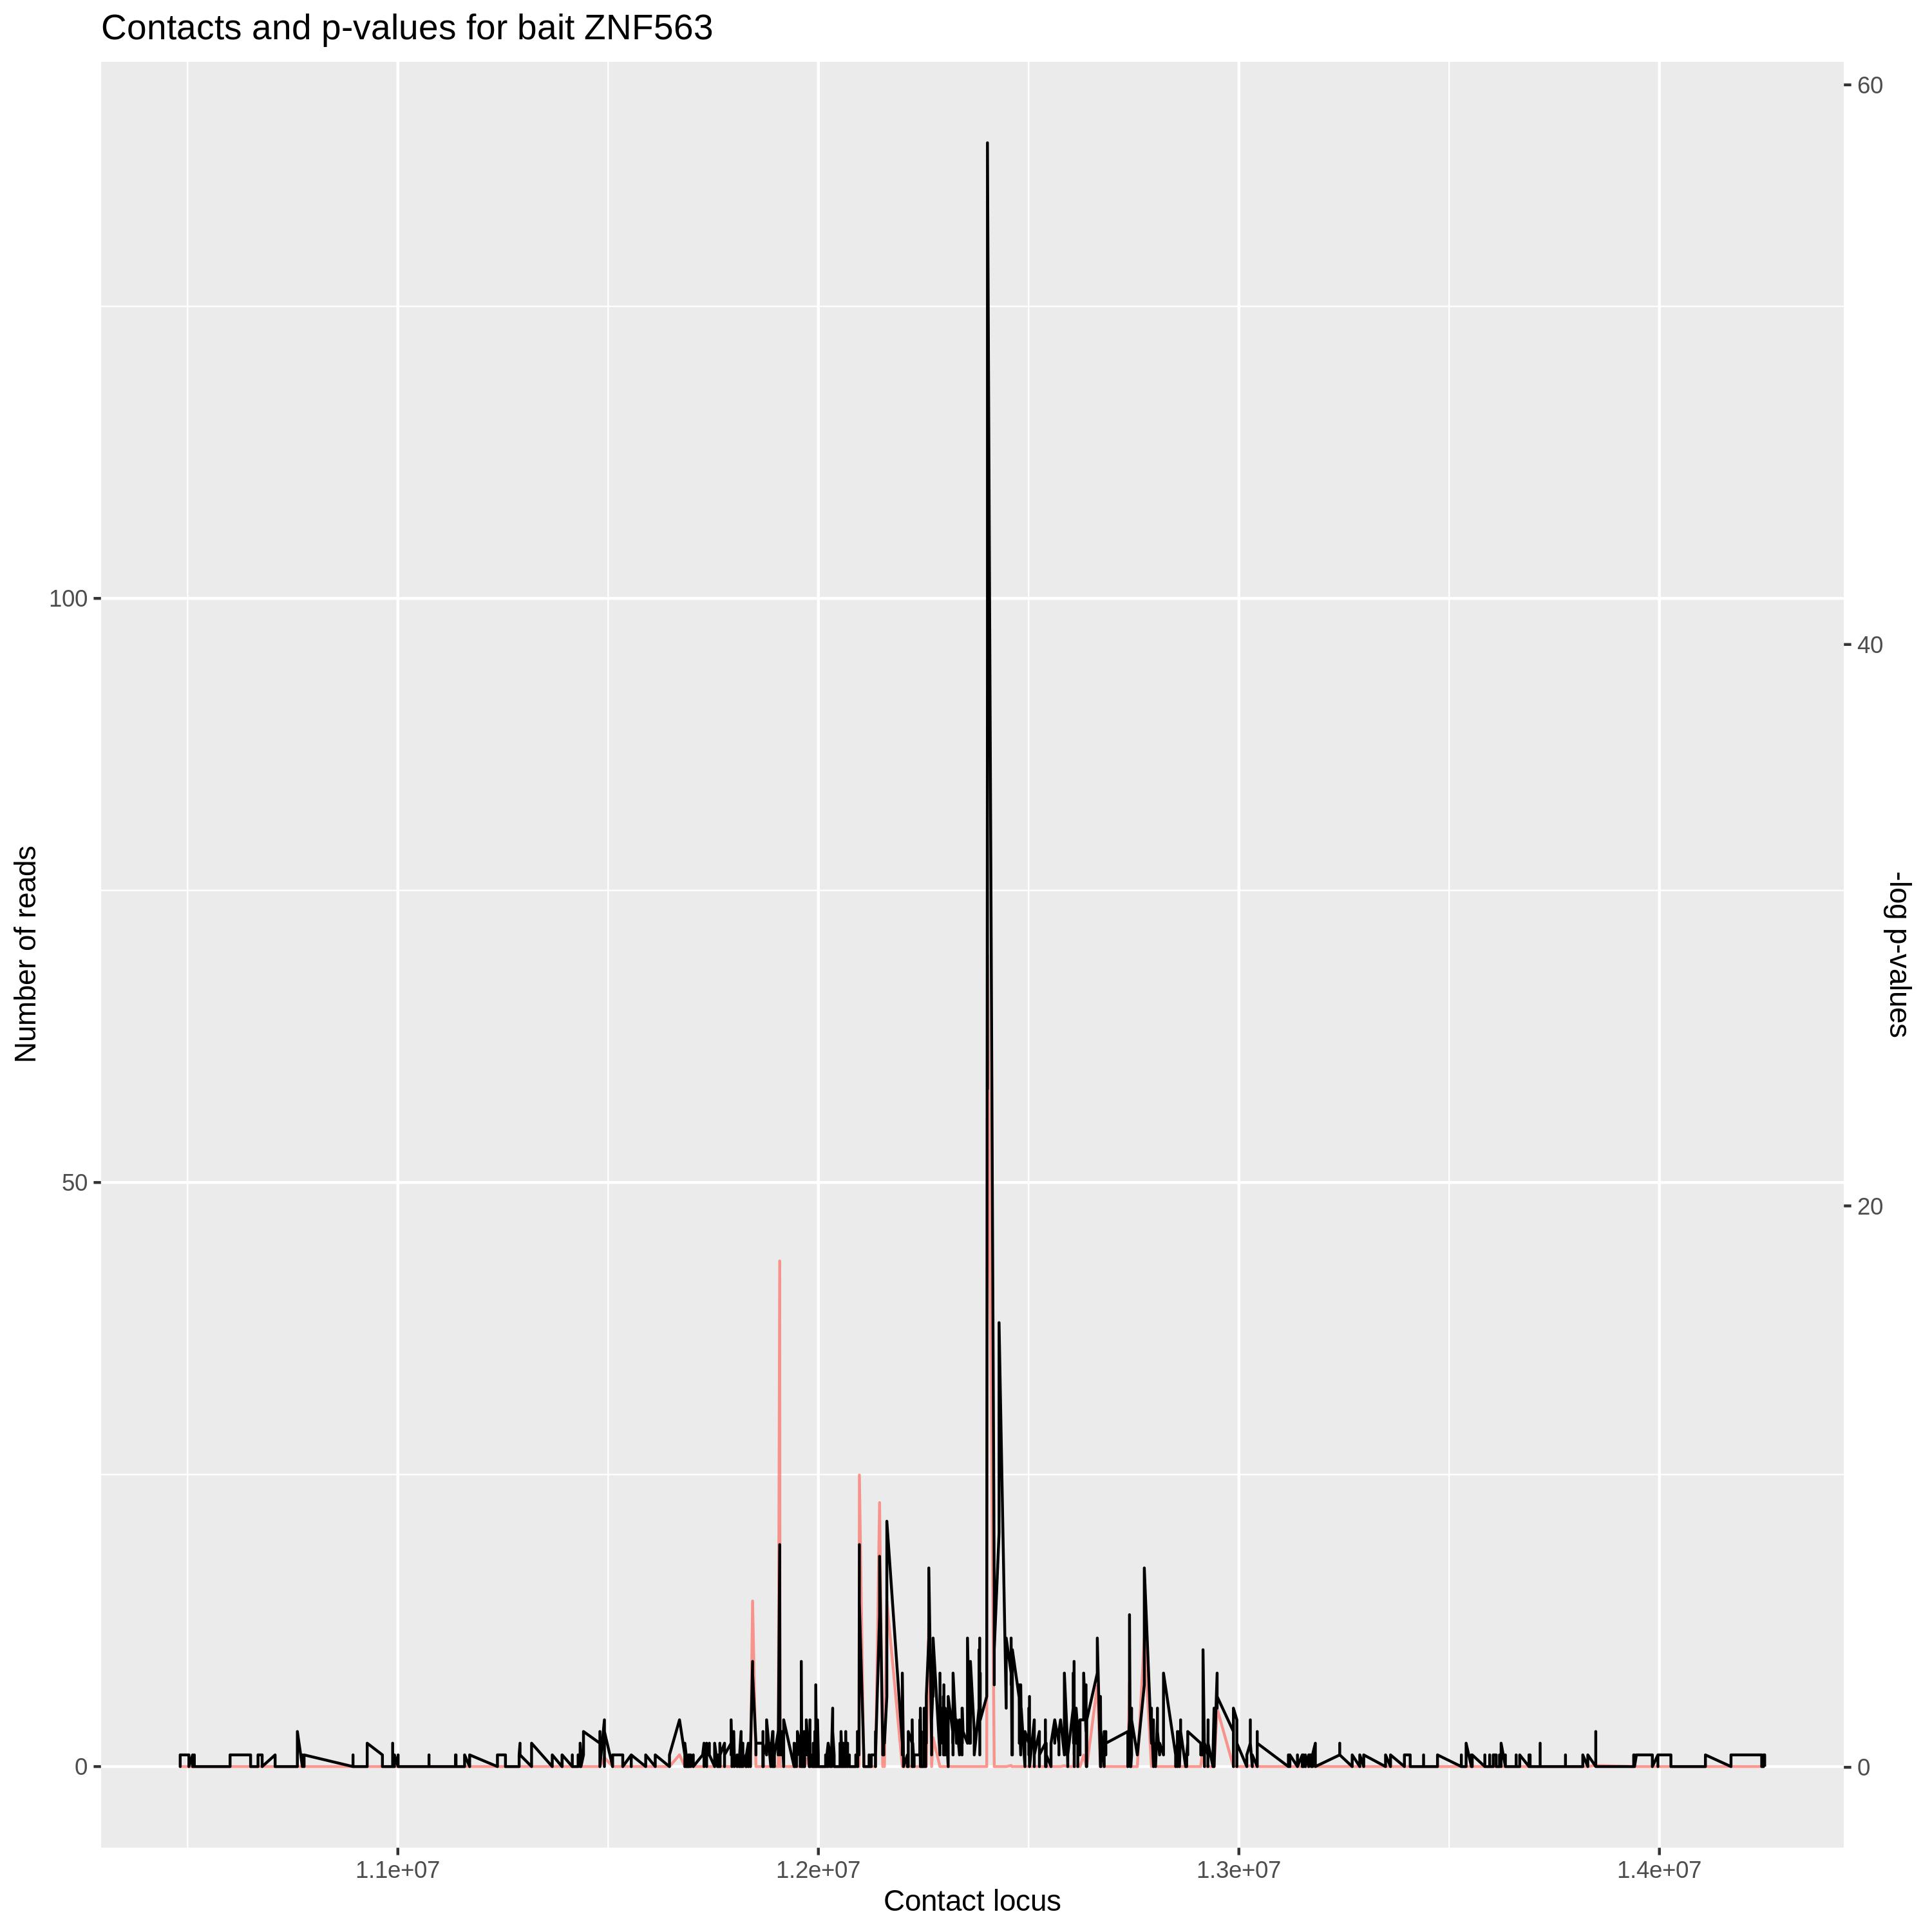 Contacts and p-values for bait ZNF563
60
100
40
Number of reads
-log p-values
50
20
0
0
1.1e+07 1.2e+07 1.3e+07 1.4e+07
Contact locus